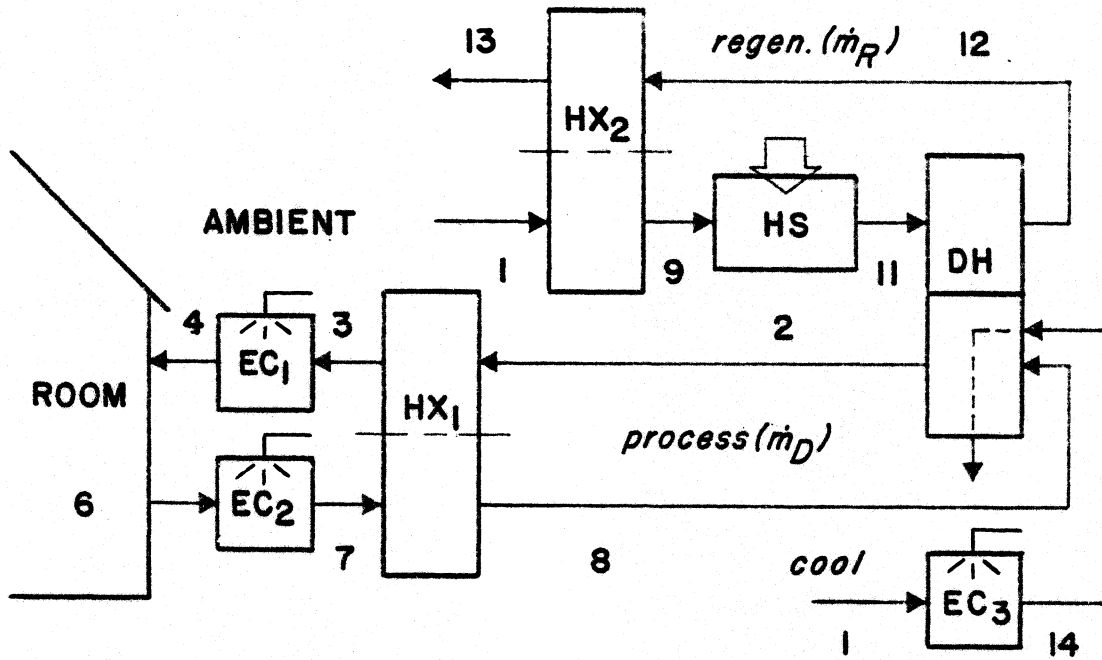 13
regen. (ṁR)
12
HX2
AMBIENT
HS
DH
1
9
11
4
3
2
EC1
ROOM
HX1
process (ṁD)
6
EC2
7
8
cool
EC3
1
14